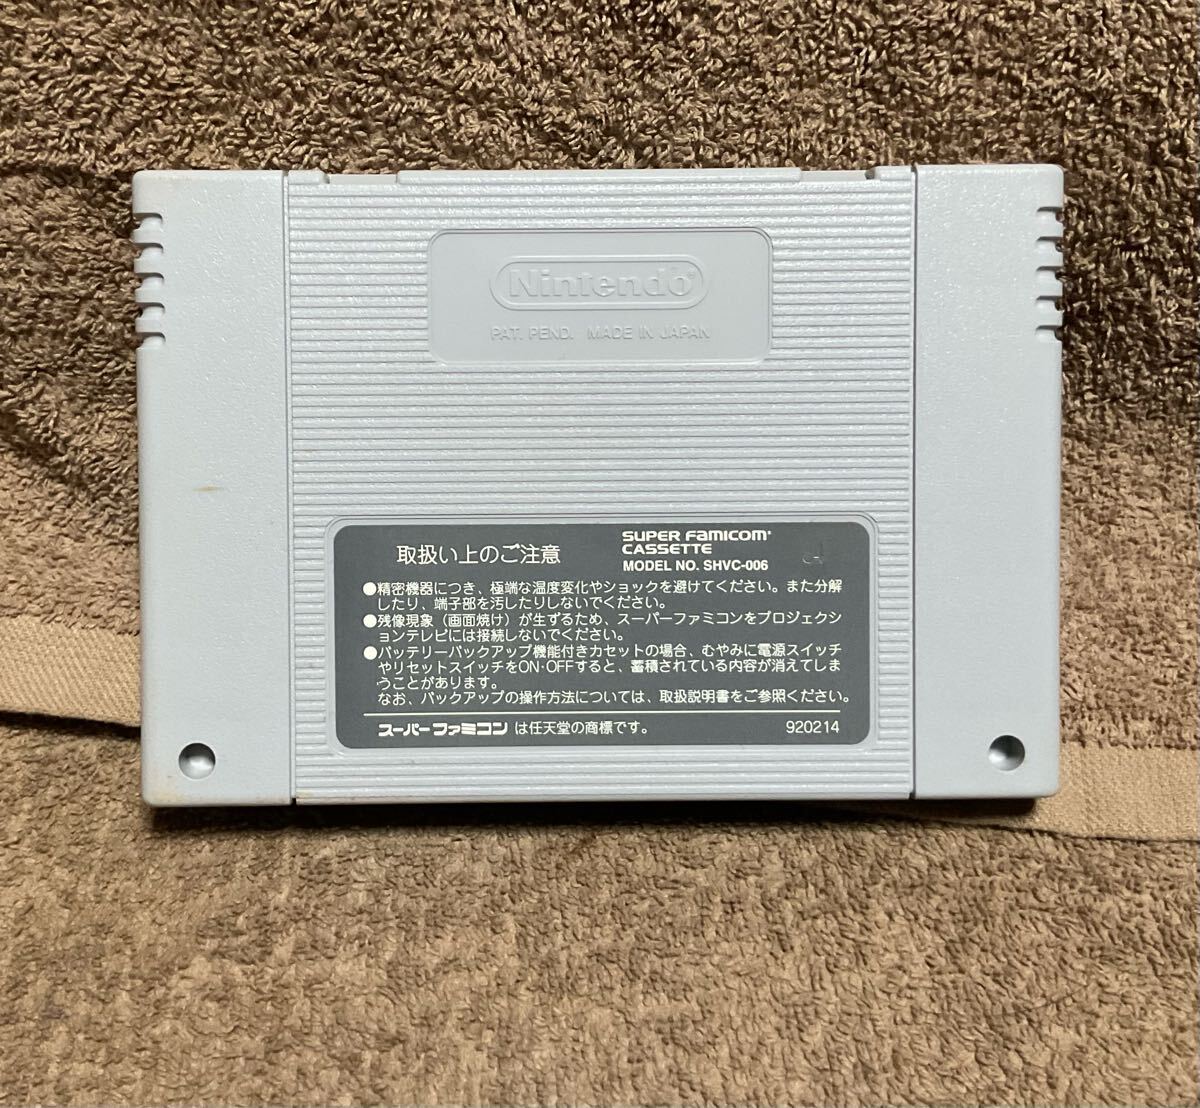 Nintendo®
PAT. PEND. MADE IN JAPAN
取扱い上のご注意
SUPER FAMICOM®
CASSETTE
MODEL NO. SHVC-006
●精密機器につき、極端な温度変化やショックを避けてください。また分解
したり、端子部を汚したりしないでください。
●残像現象（画面焼け）が生ずるため、スーパーファミコンをプロジェクシ
ョンテレビには接続しないでください。
●バッテリーバックアップ機能付きカセットの場合、むやみに電源スイッチ
やリセットスイッチをON・OFFすると、蓄積されている内容が消えてしま
うことがあります。
なお、バックアップの操作方法については、取扱説明書をご参照ください。
スーパーファミコン は任天堂の商標です。
920214